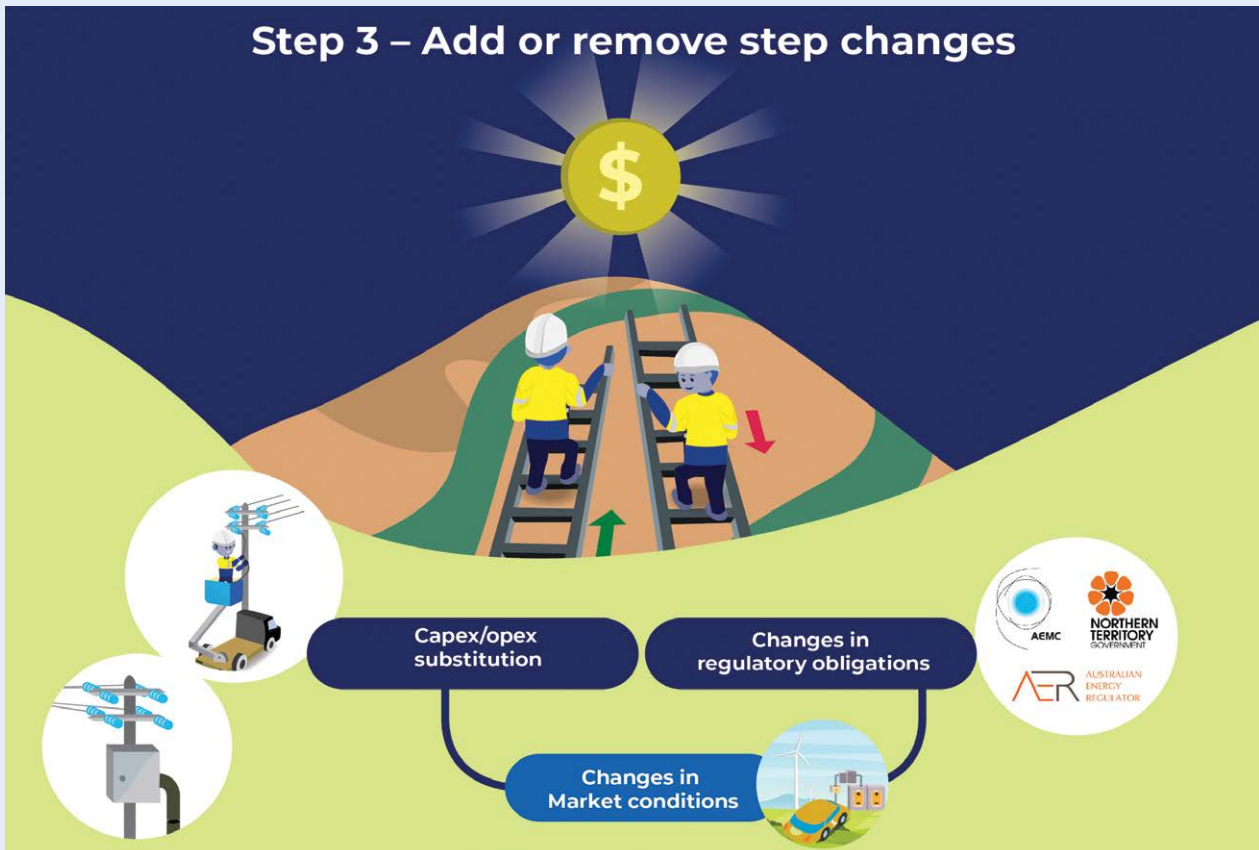 Step 3 – Add or remove step changes
$
Capex/opex
substitution
Changes in
regulatory obligations
AEMC
NORTHERN
TERRITORY
GOVERNMENT
AER
AUSTRALIAN
ENERGY
REGULATOR
Changes in
Market conditions